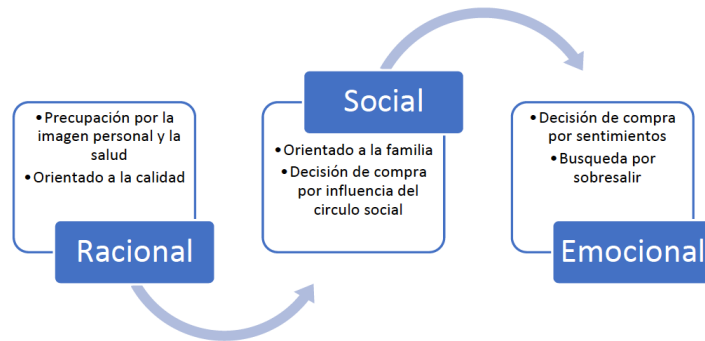 •Precupación por la
imagen personal y la
salud
•Orientado a la calidad
Racional
Social
•Orientado a la familia
•Decisión de compra
por influencia del
circulo social
•Decisión de compra
por sentimientos
•Busqueda por
sobresalir
Emocional